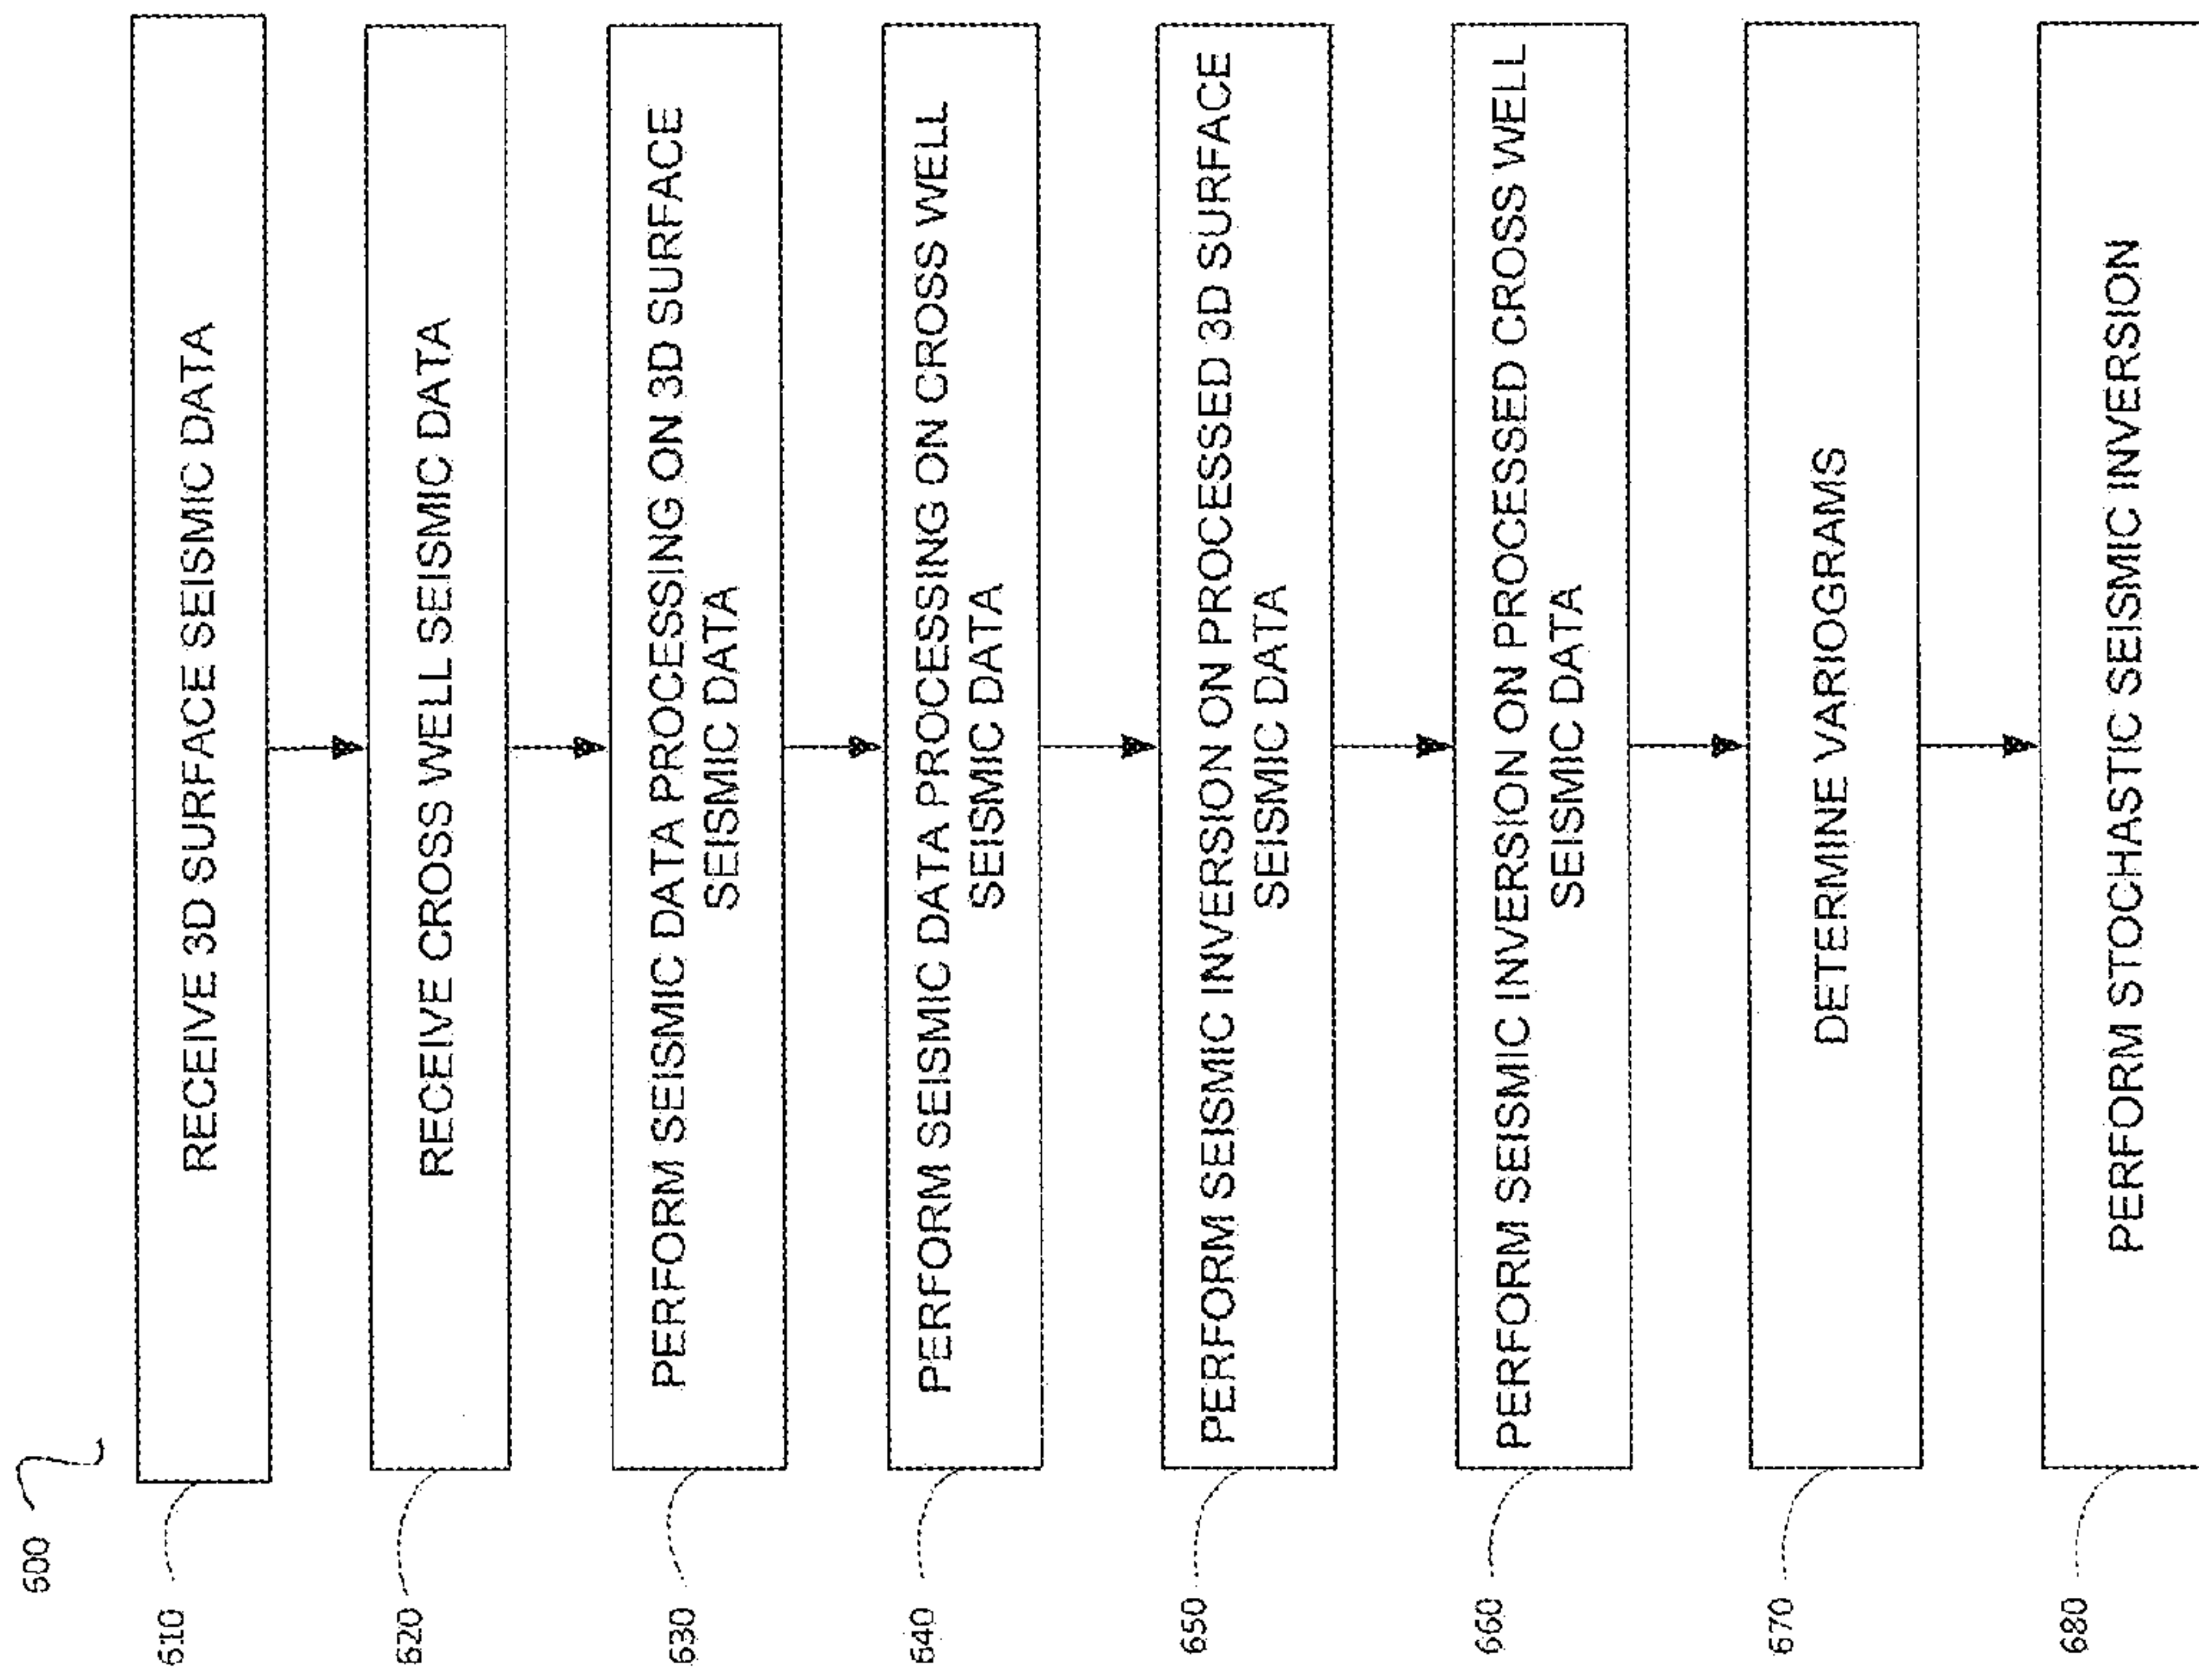 600
610
RECEIVE 3D SURFACE SEISMIC DATA
620
RECEIVE CROSS WELL SEISMIC DATA
630
PERFORM SEISMIC DATA PROCESSING ON 3D SURFACE
SEISMIC DATA
640
PERFORM SEISMIC DATA PROCESSING ON CROSS WELL
SEISMIC DATA
650
PERFORM SEISMIC INVERSION ON PROCESSED 3D SURFACE
SEISMIC DATA
660
PERFORM SEISMIC INVERSION ON PROCESSED CROSS WELL
SEISMIC DATA
670
DETERMINE VARIOGRAMS
680
PERFORM STOCHASTIC SEISMIC INVERSION